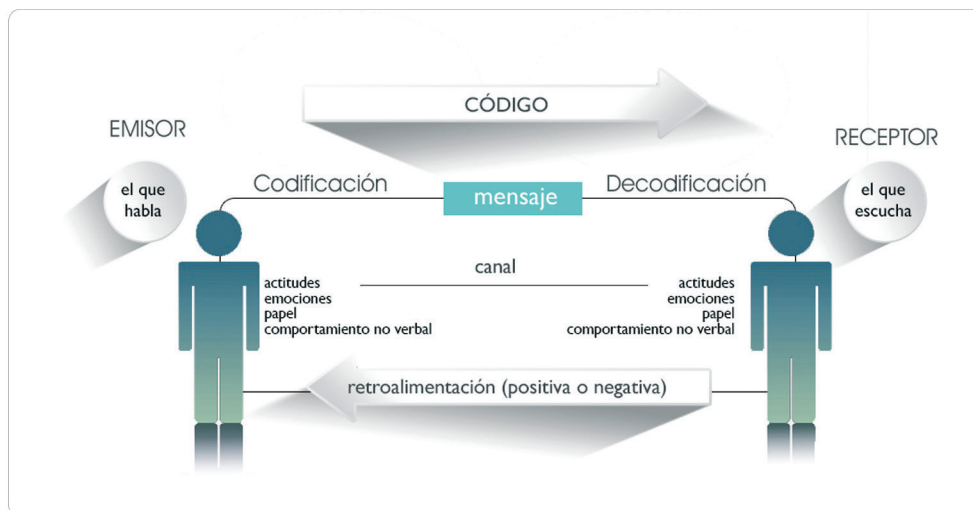 CÓDIGO
EMISOR
RECEPTOR
el que
habla
Codificación
mensaje
Decodificación
el que
escucha
canal
actitudes
emociones
papel
comportamiento no verbal
actitudes
emociones
papel
comportamiento no verbal
retroalimentación (positiva o negativa)